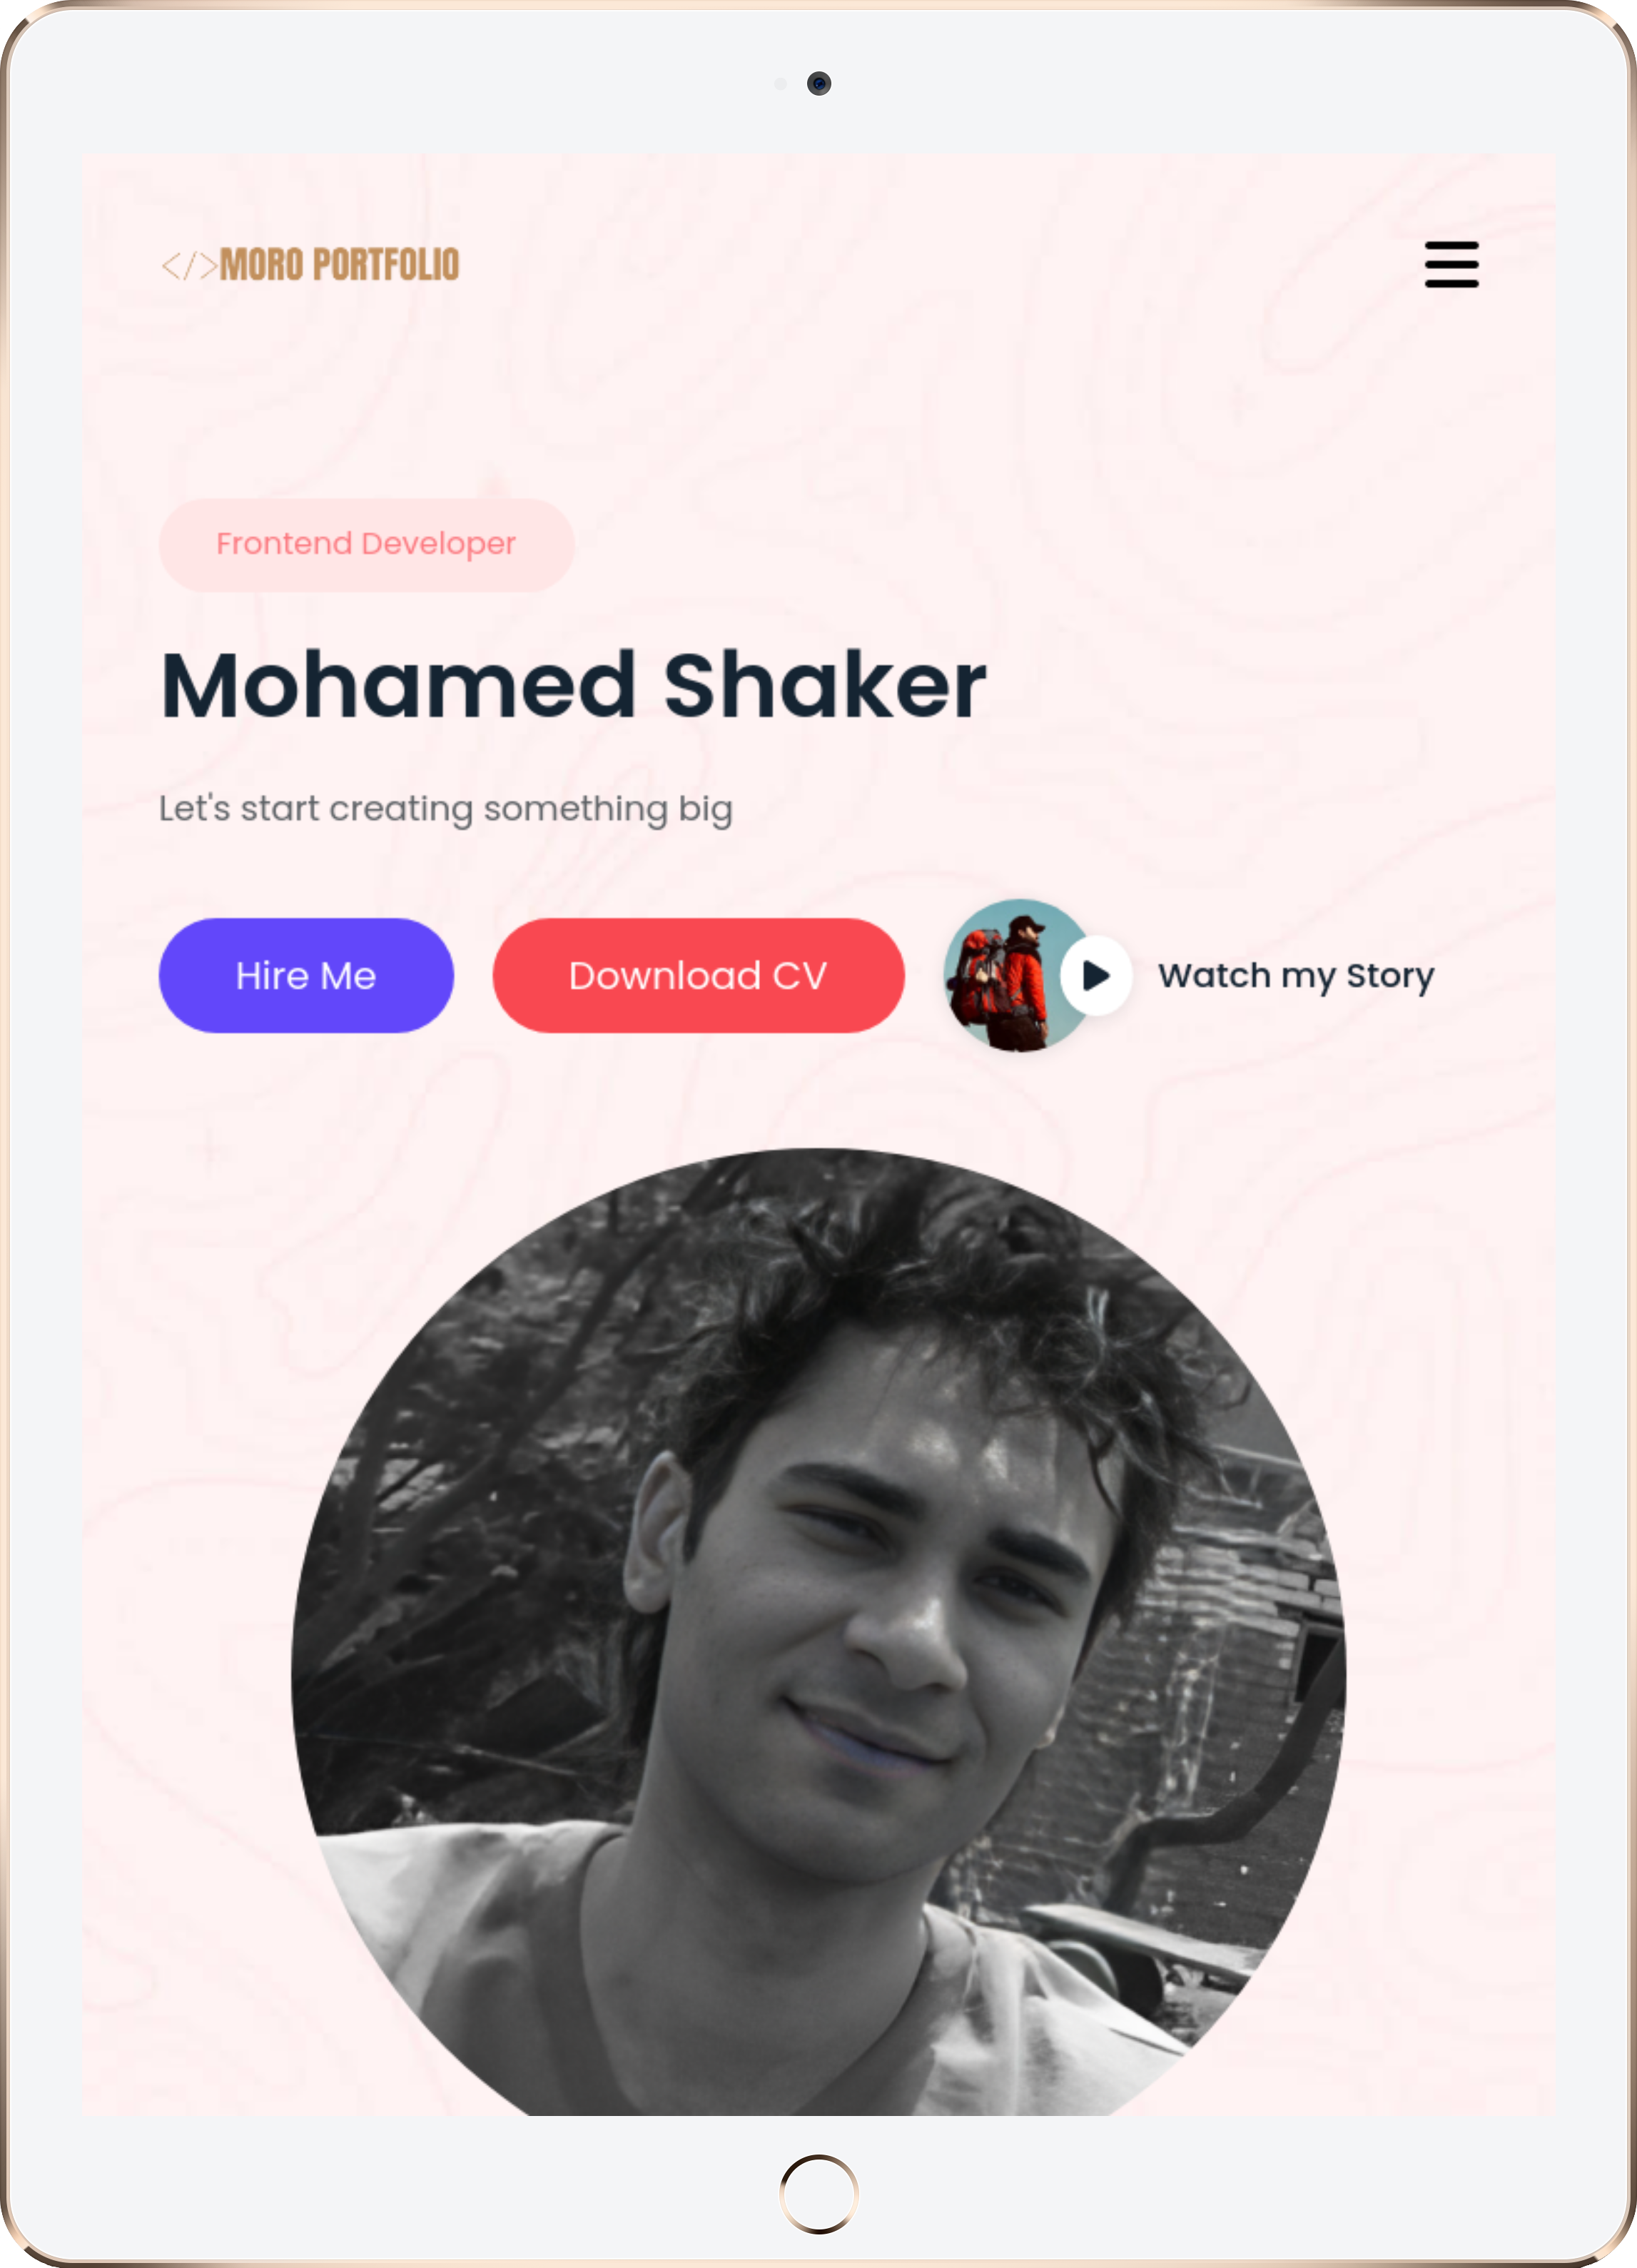 </>MORO PORTFOLIO
Frontend Developer
Mohamed Shaker
Let's start creating something big
Hire Me
Download CV
Watch my Story